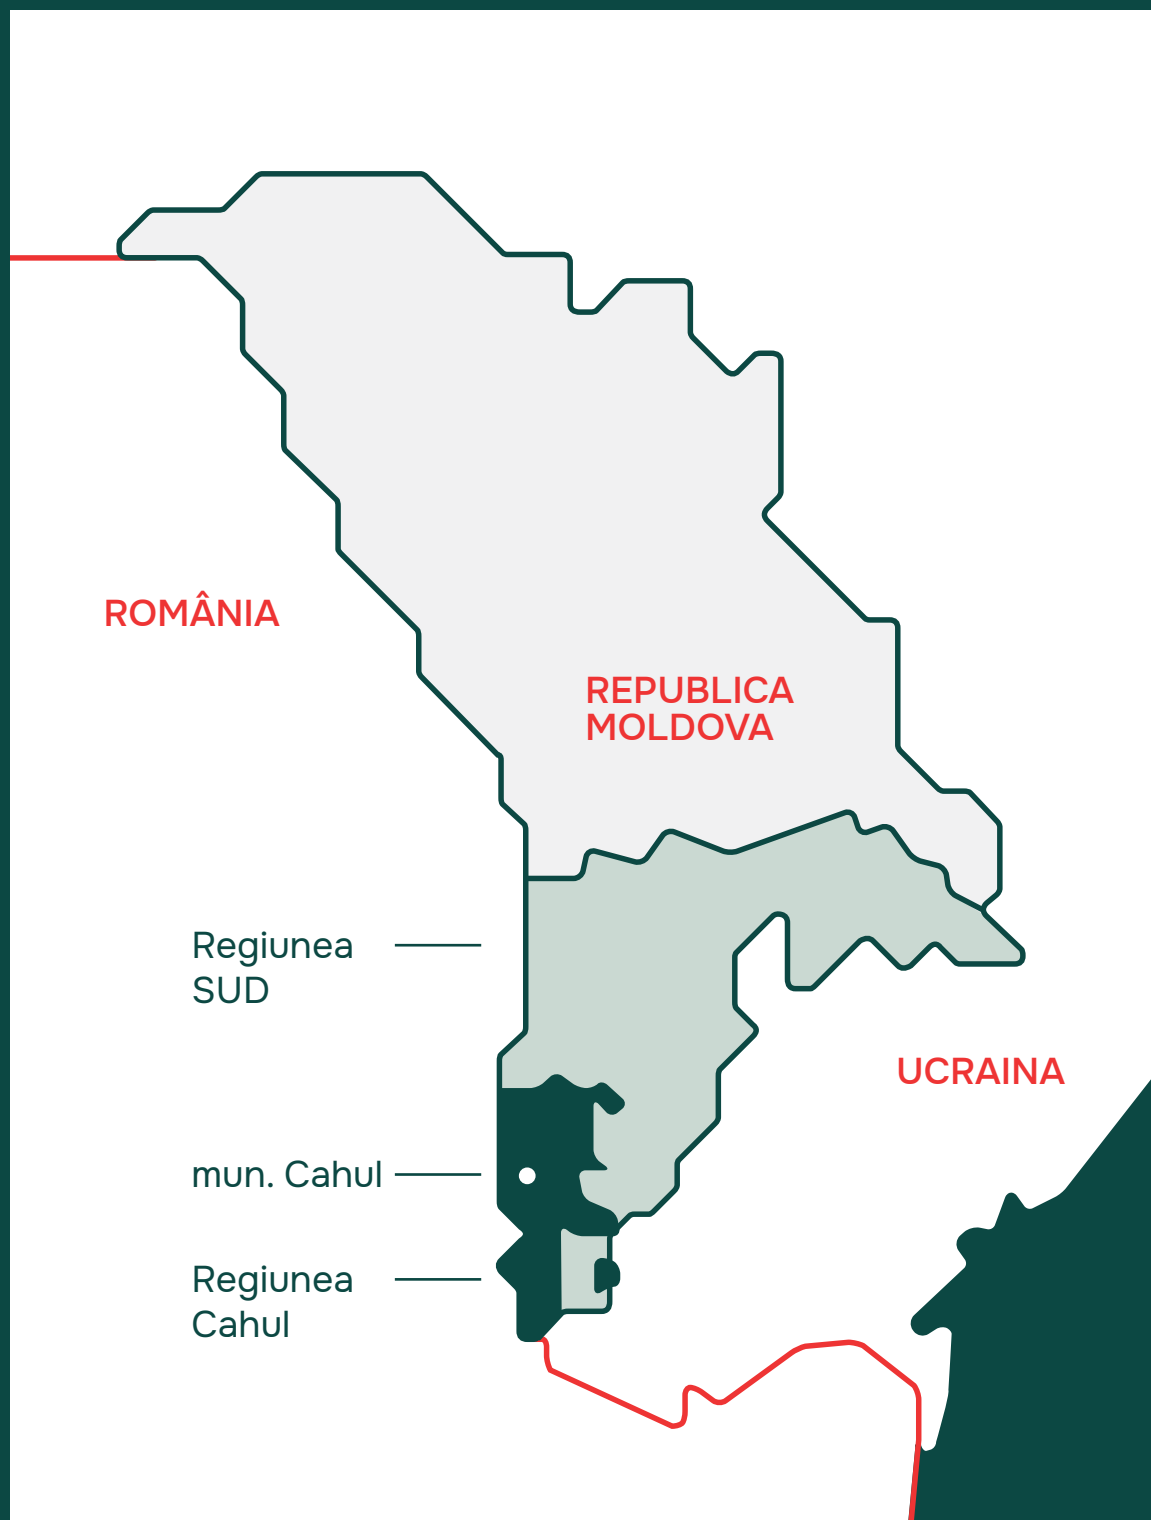 ROMÂNIA
REPUBLICA
MOLDOVA
Regiunea
SUD
UCRAINA
mun. Cahul
Regiunea
Cahul